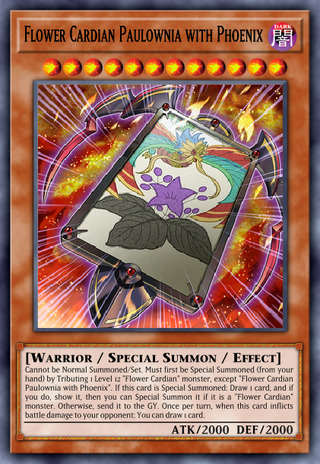 Flower Cardian Paulownia with Phoenix
DARK
闇
[Warrior / Special Summon / Effect]
Cannot be Normal Summoned/Set. Must first be Special Summoned (from your
hand) by Tributing 1 Level 12 "Flower Cardian" monster, except "Flower Cardian
Paulownia with Phoenix". If this card is Special Summoned: Draw 1 card, and if
you do, show it, then you can Special Summon it if it is a "Flower Cardian"
monster. Otherwise, send it to the GY. Once per turn, when this card inflicts
battle damage to your opponent: You can draw 1 card.
ATK/2000 DEF/2000